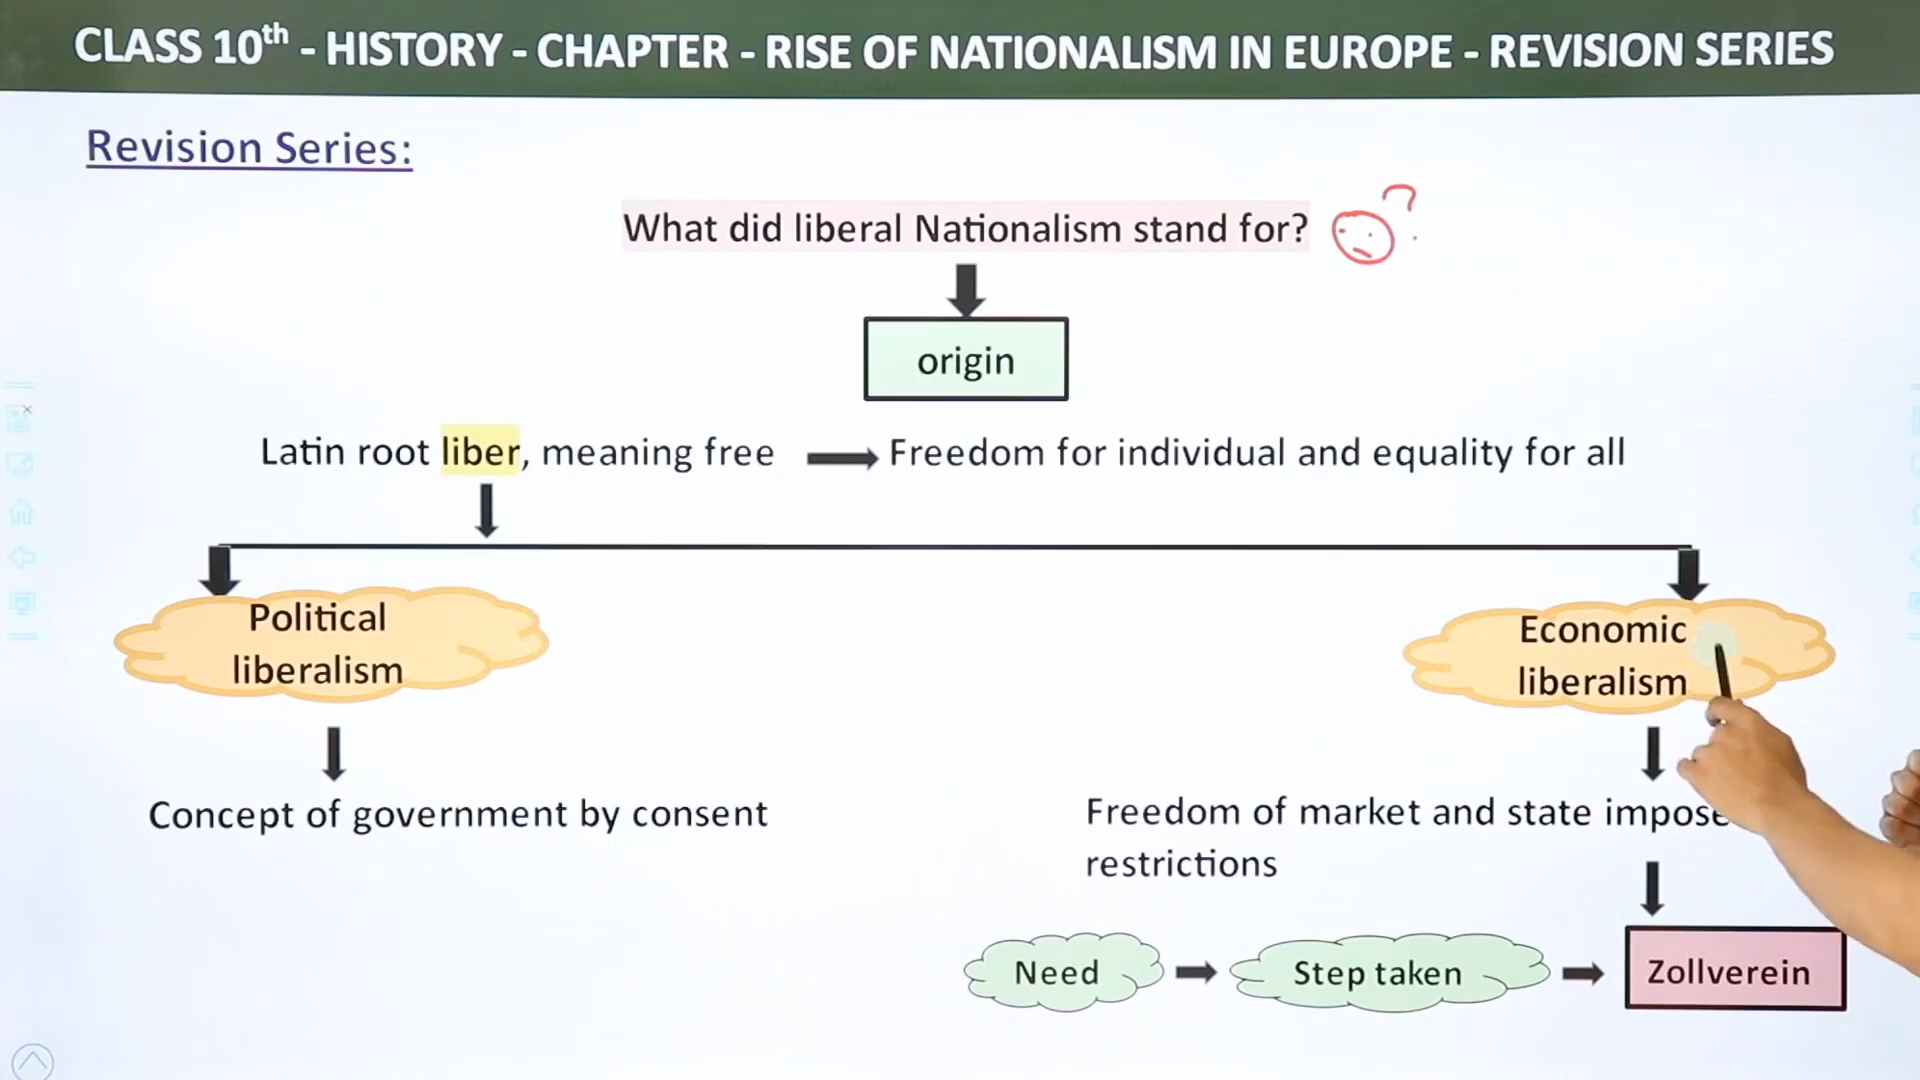 CLASS 10th - HISTORY - CHAPTER - RISE OF NATIONALISM IN EUROPE - REVISION SERIES
Revision Series:
What did liberal Nationalism stand for? ?
origin
Latin root liber, meaning free Freedom for individual and equality for all
Political
liberalism
Economic
liberalism
Concept of government by consent
Freedom of market and state impose
restrictions
Need
Step taken
Zollverein